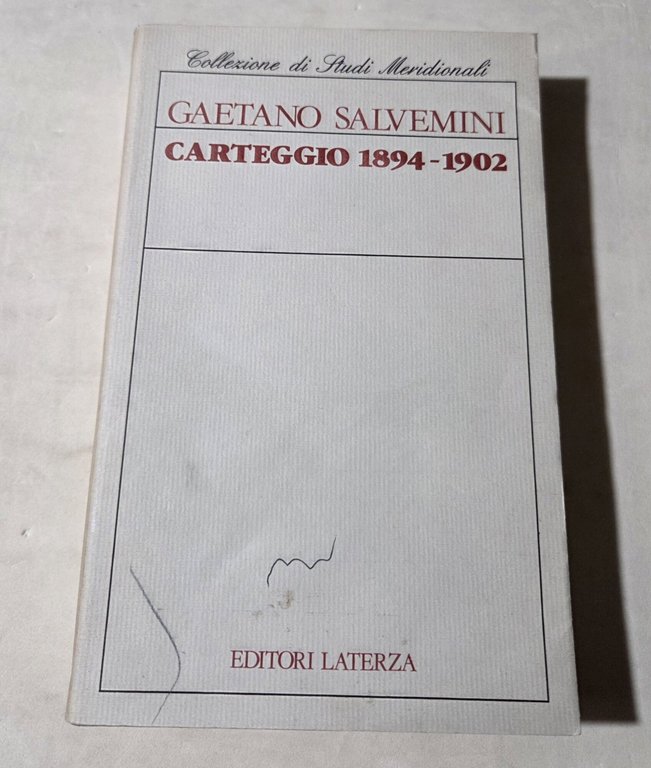 Collezione di Studi Meridionali
GAETANO SALVEMINI
CARTEGGIO 1894-1902
EDITORI LATERZA